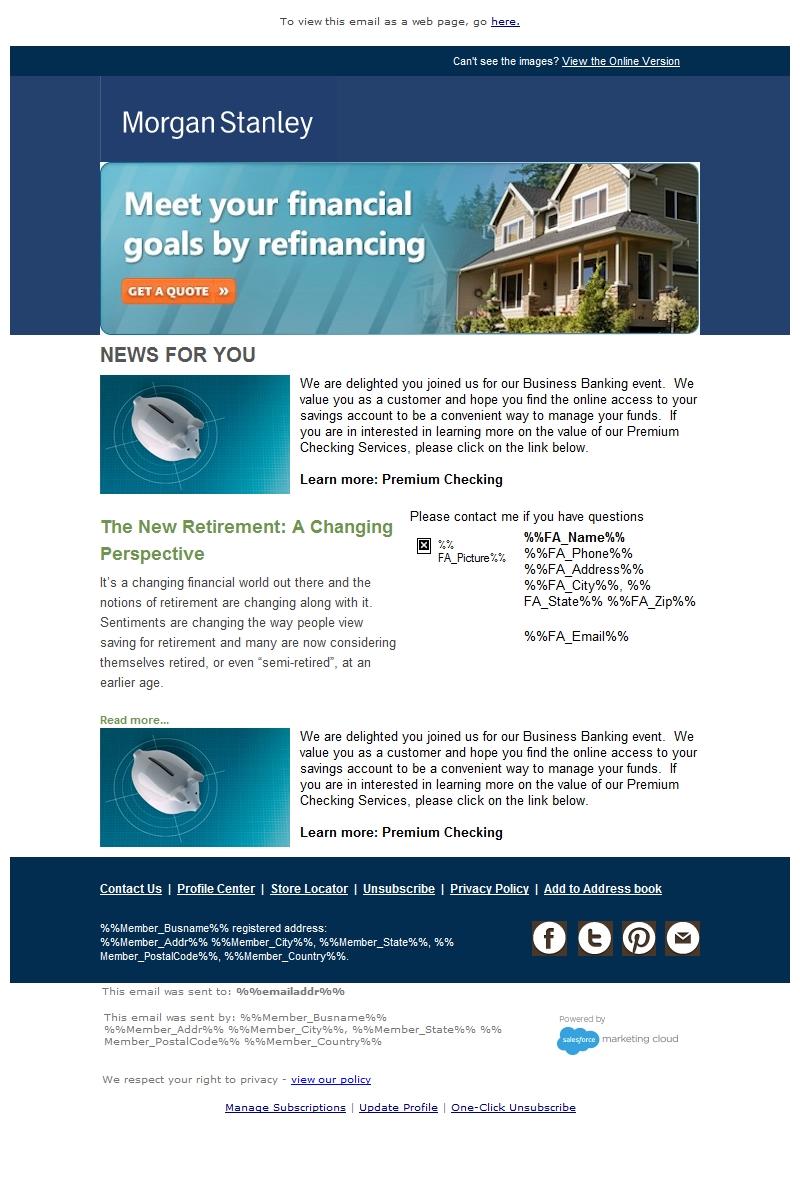 To view this email as a web page, go here.
Can't see the images? View the Online Version
Morgan Stanley
Meet your financial
goals by refinancing
GET A QUOTE »
NEWS FOR YOU
We are delighted you joined us for our Business Banking event.  We
value you as a customer and hope you find the online access to your
savings account to be a convenient way to manage your funds.  If
you are in interested in learning more on the value of our Premium
Checking Services, please click on the link below.
Learn more: Premium Checking
The New Retirement: A Changing
Perspective
It's a changing financial world out there and the
notions of retirement are changing along with it.
Sentiments are changing the way people view
saving for retirement and many are now considering
themselves retired, or even “semi-retired”, at an
earlier age.
Read more...
Please contact me if you have questions
%%
FA_Picture%%
%%FA_Name%%
%%FA_Phone%%
%%FA_Address%%
%%FA_City%%, %%
FA_State%% %%FA_Zip%%
%%FA_Email%%
We are delighted you joined us for our Business Banking event.  We
value you as a customer and hope you find the online access to your
savings account to be a convenient way to manage your funds.  If
you are in interested in learning more on the value of our Premium
Checking Services, please click on the link below.
Learn more: Premium Checking
Contact Us | Profile Center | Store Locator | Unsubscribe | Privacy Policy | Add to Address book
%%Member_Busname%% registered address:
%%Member_Addr%% %%Member_City%%, %%Member_State%%, %%
Member_PostalCode%%, %%Member_Country%%.
This email was sent to: %%emailaddr%%
This email was sent by: %%Member_Busname%%
%%Member_Addr%% %%Member_City%%, %%Member_State%% %%
Member_PostalCode%% %%Member_Country%%
Powered by
salesforce marketing cloud
We respect your right to privacy - view our policy
Manage Subscriptions | Update Profile | One-Click Unsubscribe